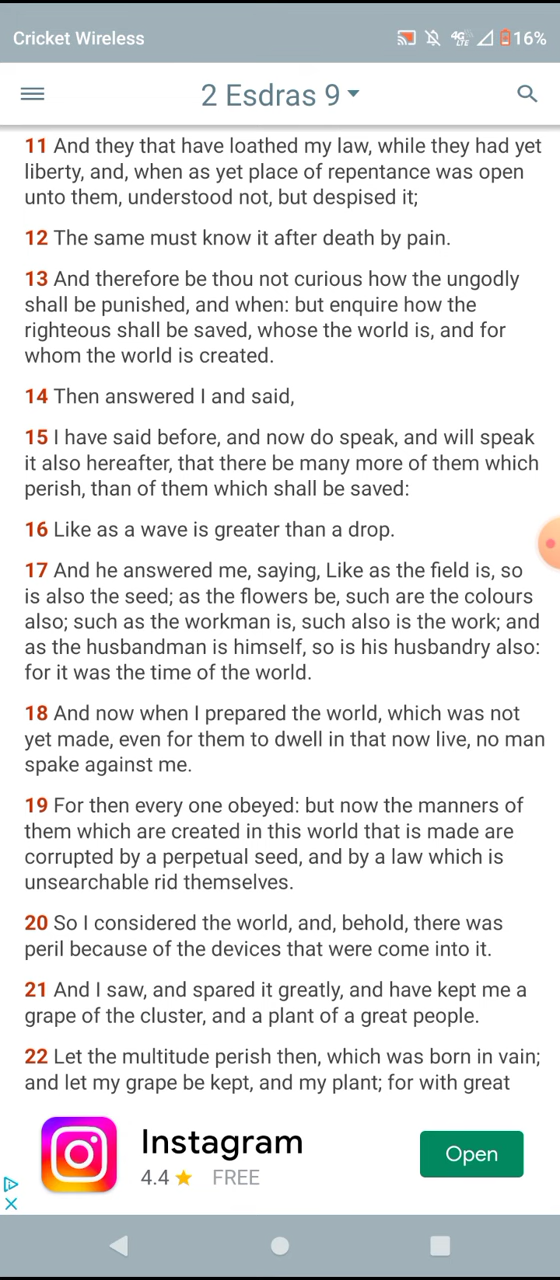 Cricket Wireless 4G LTE 16%
2 Esdras 9
11 And they that have loathed my law, while they had yet
liberty, and, when as yet place of repentance was open
unto them, understood not, but despised it;
12 The same must know it after death by pain.
13 And therefore be thou not curious how the ungodly
shall be punished, and when: but enquire how the
righteous shall be saved, whose the world is, and for
whom the world is created.
14 Then answered I and said,
15 I have said before, and now do speak, and will speak
it also hereafter, that there be many more of them which
perish, than of them which shall be saved:
16 Like as a wave is greater than a drop.
17 And he answered me, saying, Like as the field is, so
is also the seed; as the flowers be, such are the colours
also; such as the workman is, such also is the work; and
as the husbandman is himself, so is his husbandry also:
for it was the time of the world.
18 And now when I prepared the world, which was not
yet made, even for them to dwell in that now live, no man
spake against me.
19 For then every one obeyed: but now the manners of
them which are created in this world that is made are
corrupted by a perpetual seed, and by a law which is
unsearchable rid themselves.
20 So I considered the world, and, behold, there was
peril because of the devices that were come into it.
21 And I saw, and spared it greatly, and have kept me a
grape of the cluster, and a plant of a great people.
22 Let the multitude perish then, which was born in vain;
and let my grape be kept, and my plant; for with great
Instagram
4.4 ★ FREE
Open